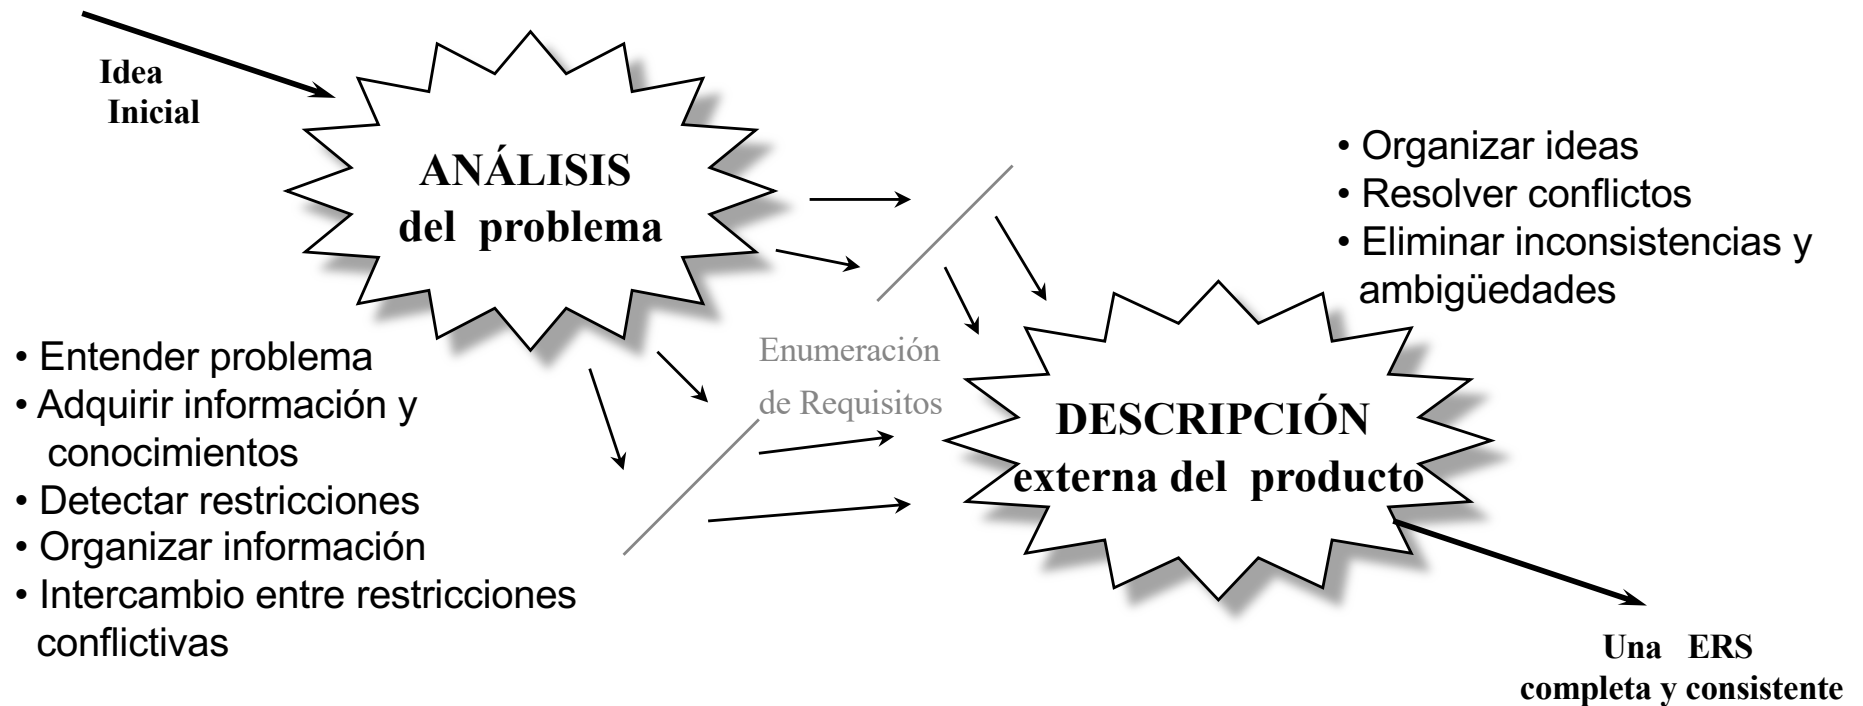 Idea
Inicial
ANÁLISIS
del problema
• Entender problema
• Adquirir información y
conocimientos
• Detectar restricciones
• Organizar información
• Intercambio entre restricciones
conflictivas
Enumeración
de Requisitos
• Organizar ideas
• Resolver conflictos
• Eliminar inconsistencias y
ambigüedades
DESCRIPCIÓN
externa del producto
Una ERS
completa y consistente